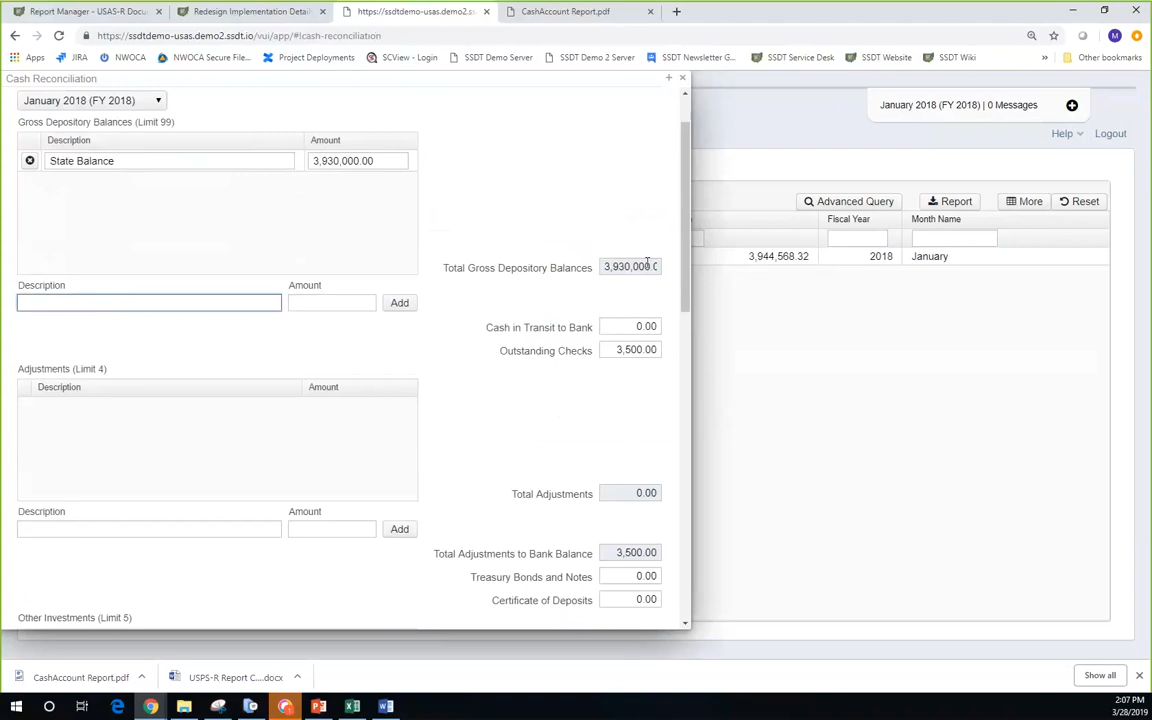 Report Manager - USAS-R Docu
Redesign Implementation Detail
https://ssdtdemo-usas.demo2.ss
CashAccount Report.pdf
https://ssdtdemo-usas.demo2.ssdt.io/vui/app/#!cash-reconciliation
M
Apps
JIRA
NWOCA
NWOCA Secure File...
Project Deployments
SCView - Login
SSDT Demo Server
SSDT Demo 2 Server
SSDT Newsletter G...
SSDT Service Desk
SSDT Website
SSDT Wiki
»
Other bookmarks
Cash Reconciliation
January 2018 (FY 2018)
Gross Depository Balances (Limit 99)
Description Amount
State Balance 3,930,000.00
Total Gross Depository Balances 3,930,000.0
Description Amount
Add
Cash in Transit to Bank 0.00
Outstanding Checks 3,500.00
Adjustments (Limit 4)
Description Amount
Total Adjustments 0.00
Description Amount
Add
Total Adjustments to Bank Balance 3,500.00
Treasury Bonds and Notes 0.00
Certificate of Deposits 0.00
Other Investments (Limit 5)
January 2018 (FY 2018) | 0 Messages
Help Logout
Advanced Query Report More Reset
Fiscal Year Month Name
3,944,568.32 2018 January
CashAccount Report.pdf
USPS-R Report C....docx
Show all
2:07 PM
3/28/2019